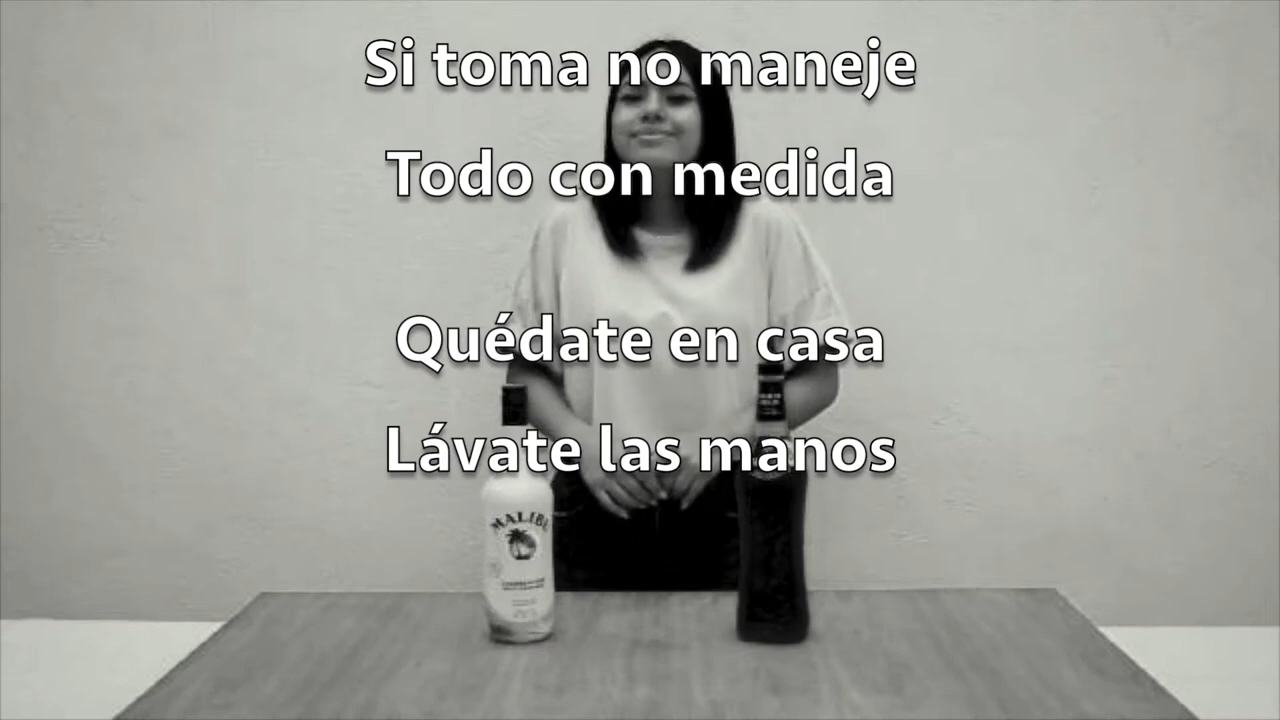 Si toma no maneje
Todo con medida
Quédate en casa
Lávate las manos
MALIBU